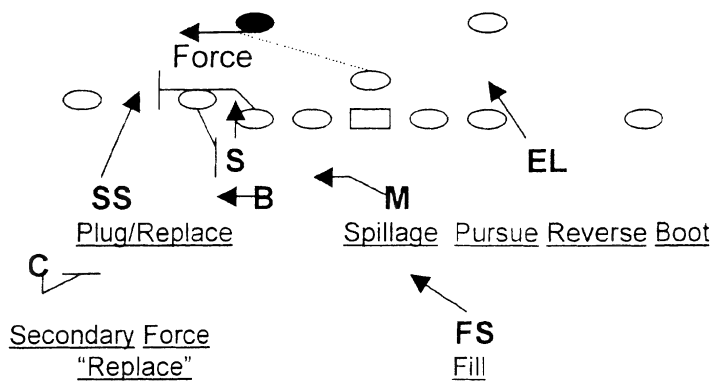 Force
S
EL
SS
B
M
Plug/Replace
Spillage Pursue Reverse Boot
C
Secondary Force
"Replace"
FS
Fill